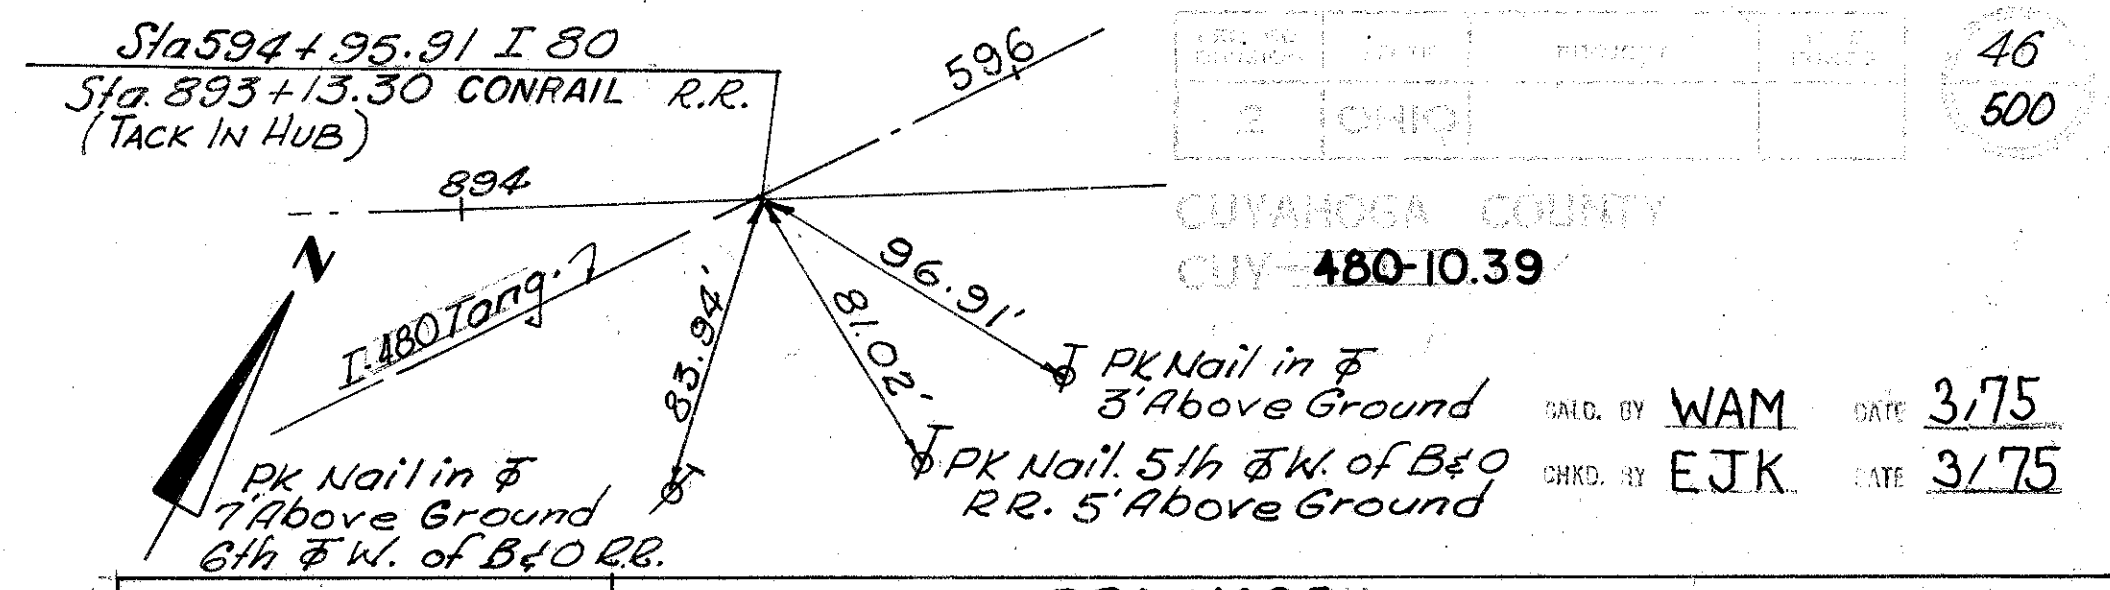 Sta 594+95.91 I 80
Sta. 893+13.30 CONRAIL R.R.
(TACK IN HUB)
596
894
N
I-480 Tang.
83.94'
81.02'
96.91'
PK Nail in
3' Above Ground
PK Nail. 5th W. of B&O
RR. 5' Above Ground
PK Nail in
7' Above Ground
6th W. of B&O R.R.
2 OHIO
46
500
CUYAHOGA COUNTY
CUY-480-10.39
CALC. BY WAM DATE 3/75
CHKD. BY EJK DATE 3/75